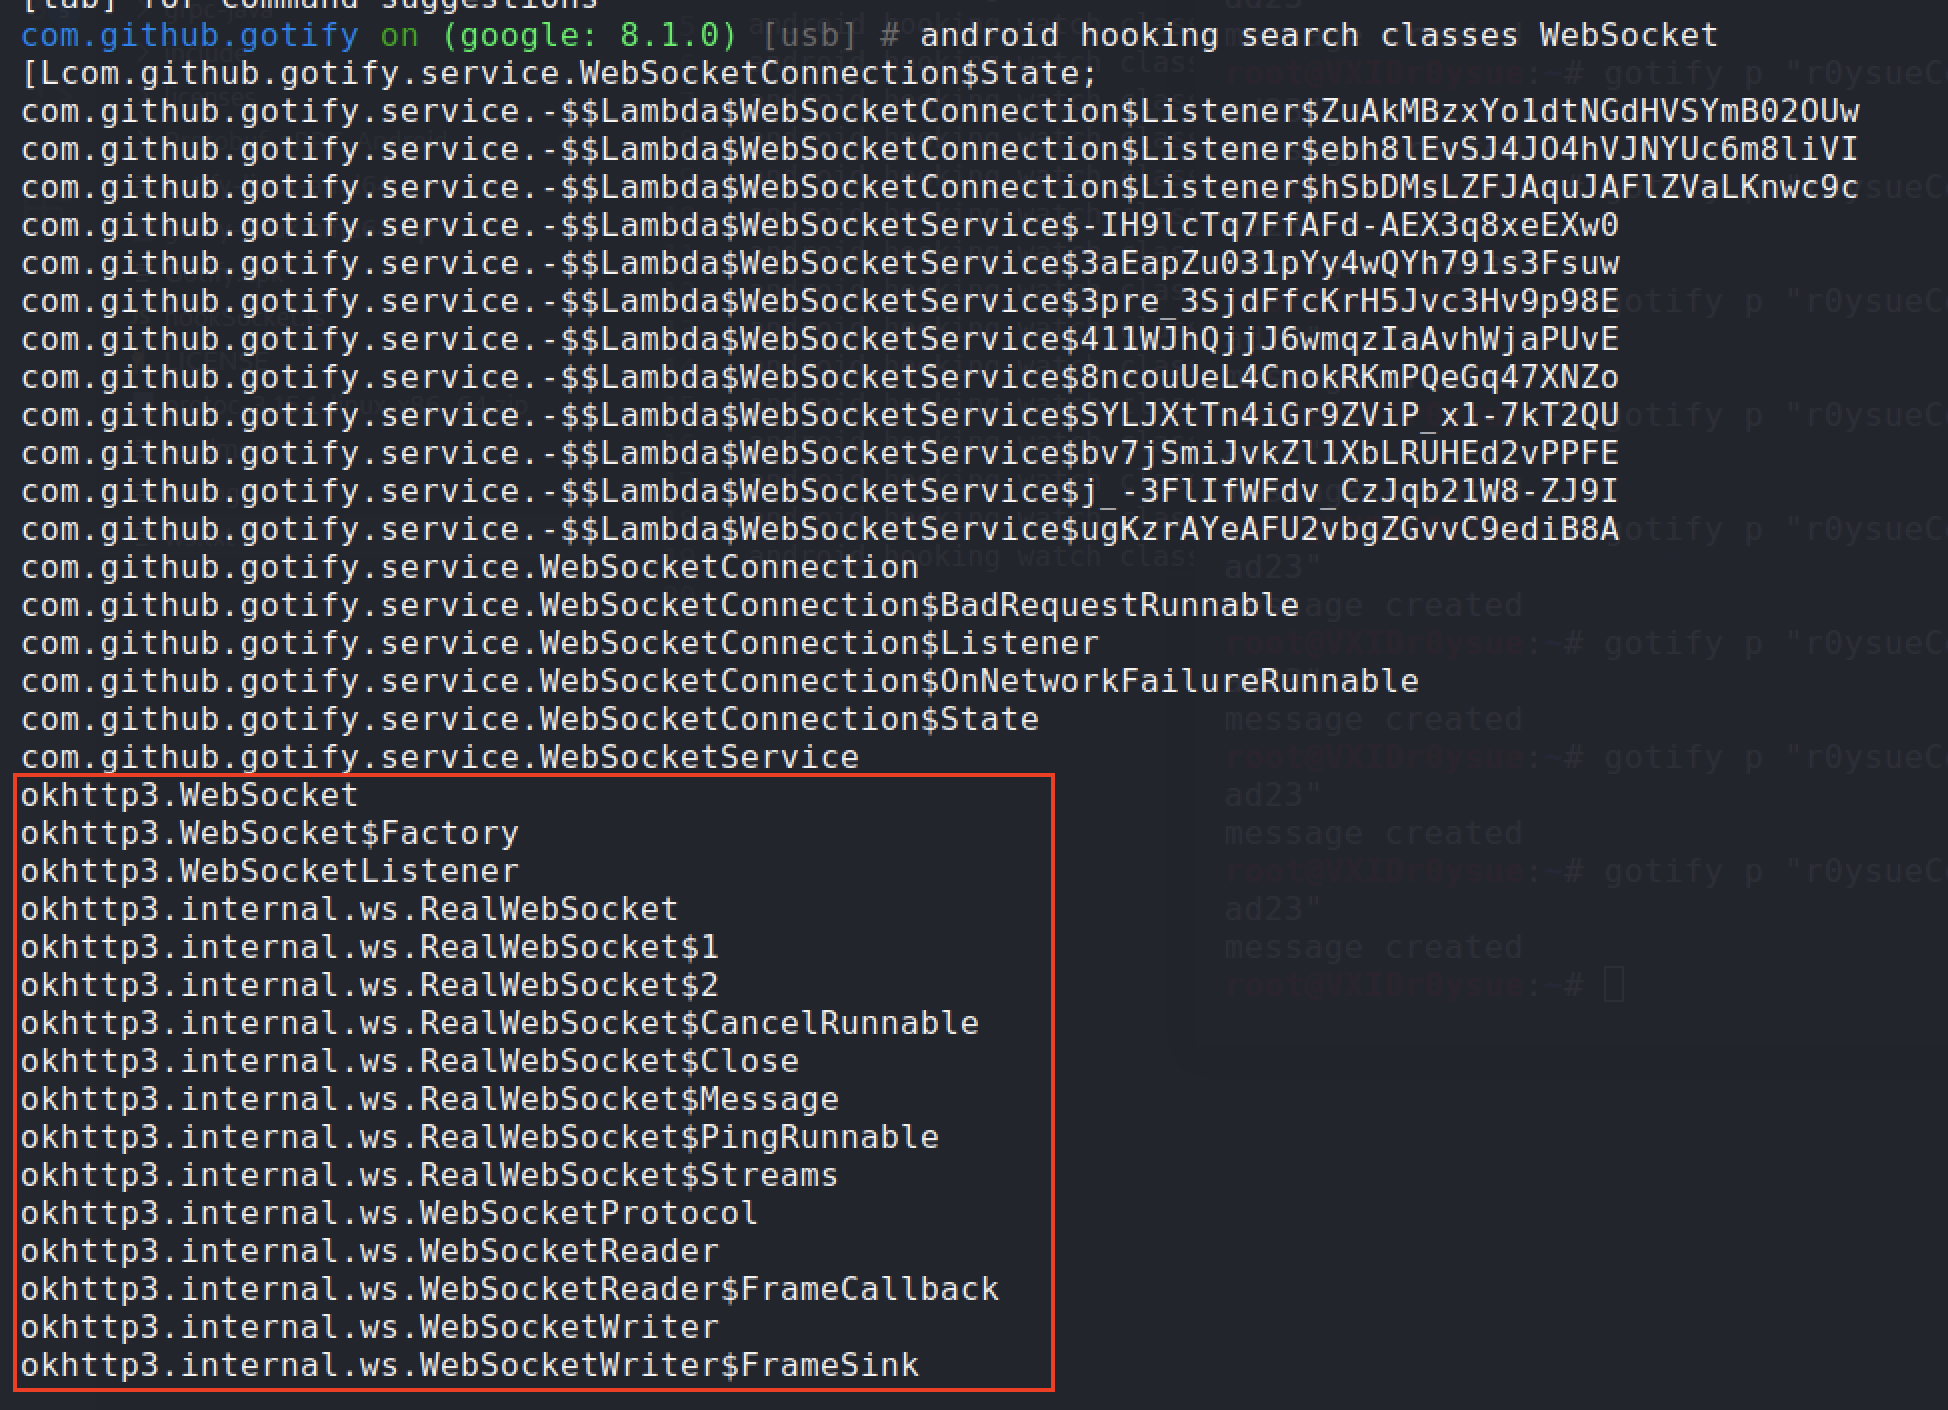 [tab] for command suggestions
com.github.gotify on (google: 8.1.0) [usb] # android hooking search classes WebSocket
[Lcom.github.gotify.service.WebSocketConnection$State;
com.github.gotify.service.-$$Lambda$WebSocketConnection$Listener$ZuAkMBzxYo1dtNGdHVSYmB02OUw
com.github.gotify.service.-$$Lambda$WebSocketConnection$Listener$ebh8lEvSJ4JO4hVJNYUc6m8liVI
com.github.gotify.service.-$$Lambda$WebSocketConnection$Listener$hSbDMsLZFJAquJAFlZVaLKnwc9c
com.github.gotify.service.-$$Lambda$WebSocketService$-IH9lcTq7FfAFd-AEX3q8xeEXw0
com.github.gotify.service.-$$Lambda$WebSocketService$3aEapZu031pYy4wQYh791s3Fsuw
com.github.gotify.service.-$$Lambda$WebSocketService$3pre_3SjdFfcKrH5Jvc3Hv9p98E
com.github.gotify.service.-$$Lambda$WebSocketService$411WJhQjjJ6wmqzIaAvhWjaPUvE
com.github.gotify.service.-$$Lambda$WebSocketService$8ncouUeL4CnokRKmPQeGq47XNZo
com.github.gotify.service.-$$Lambda$WebSocketService$SYLJXtTn4iGr9ZViP_x1-7kT2QU
com.github.gotify.service.-$$Lambda$WebSocketService$bv7jSmiJvkZl1XbLRUHEd2vPPFE
com.github.gotify.service.-$$Lambda$WebSocketService$j_-3FlIfWFdv_CzJqb21W8-ZJ9I
com.github.gotify.service.-$$Lambda$WebSocketService$ugKzrAYeAFU2vbgZGvvC9ediB8A
com.github.gotify.service.WebSocketConnection
com.github.gotify.service.WebSocketConnection$BadRequestRunnable
com.github.gotify.service.WebSocketConnection$Listener
com.github.gotify.service.WebSocketConnection$OnNetworkFailureRunnable
com.github.gotify.service.WebSocketConnection$State
com.github.gotify.service.WebSocketService
okhttp3.WebSocket
okhttp3.WebSocket$Factory
okhttp3.WebSocketListener
okhttp3.internal.ws.RealWebSocket
okhttp3.internal.ws.RealWebSocket$1
okhttp3.internal.ws.RealWebSocket$2
okhttp3.internal.ws.RealWebSocket$CancelRunnable
okhttp3.internal.ws.RealWebSocket$Close
okhttp3.internal.ws.RealWebSocket$Message
okhttp3.internal.ws.RealWebSocket$PingRunnable
okhttp3.internal.ws.RealWebSocket$Streams
okhttp3.internal.ws.WebSocketProtocol
okhttp3.internal.ws.WebSocketReader
okhttp3.internal.ws.WebSocketReader$FrameCallback
okhttp3.internal.ws.WebSocketWriter
okhttp3.internal.ws.WebSocketWriter$FrameSink